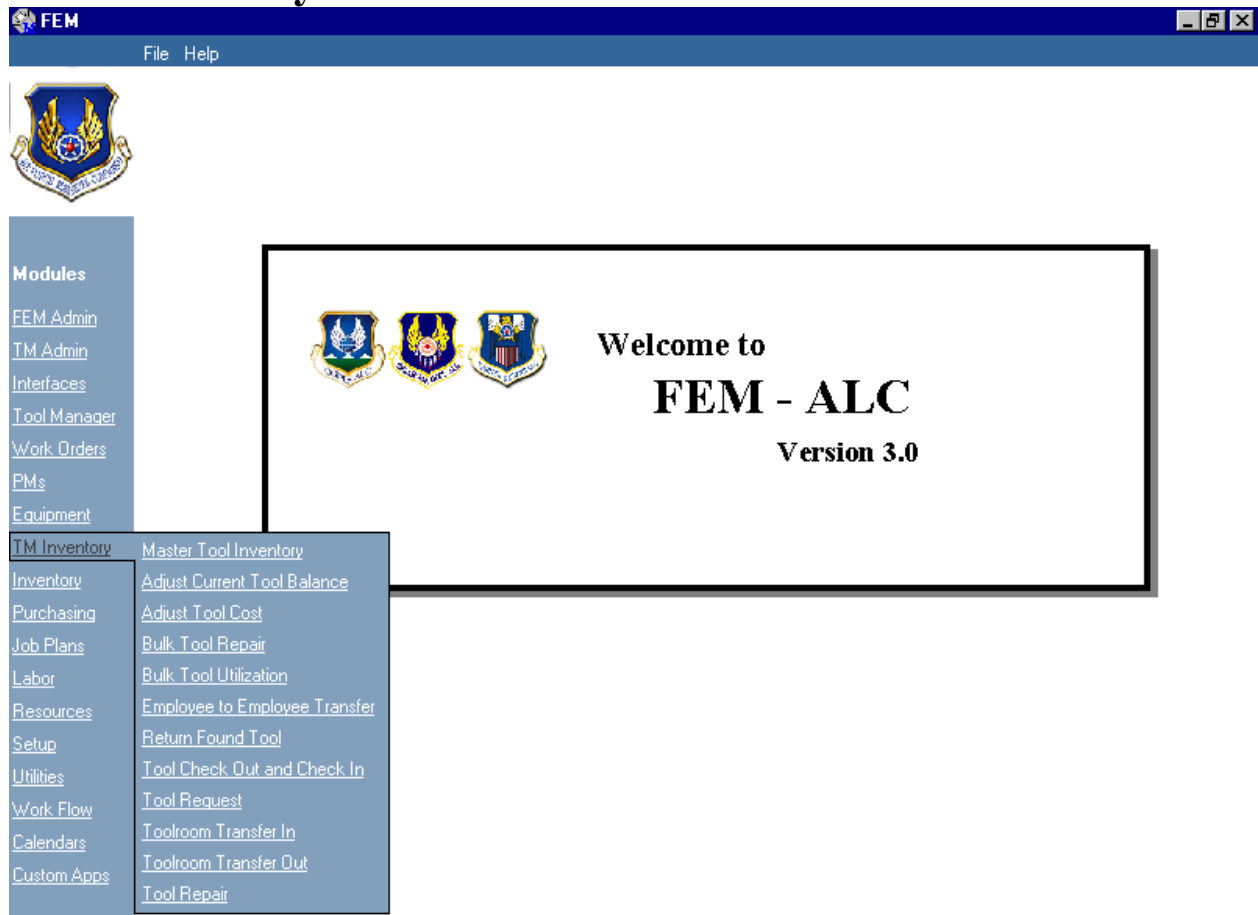 FEM
File Help
Modules
FEM Admin
TM Admin
Interfaces
Tool Manager
Work Orders
PMs
Equipment
TM Inventory
Inventory
Purchasing
Job Plans
Labor
Resources
Setup
Utilities
Work Flow
Calendars
Custom Apps
Master Tool Inventory
Adjust Current Tool Balance
Adjust Tool Cost
Bulk Tool Repair
Bulk Tool Utilization
Employee to Employee Transfer
Return Found Tool
Tool Check Out and Check In
Tool Request
Toolroom Transfer In
Toolroom Transfer Out
Tool Repair
Welcome to
FEM - ALC
Version 3.0